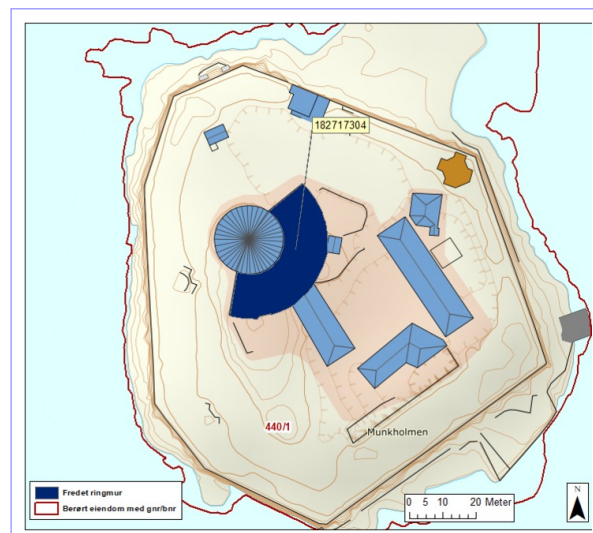 182717304
440/1
Munkholmen
Fredet ringmur
Berørt eiendom med gnr/bnr
0 5 10 20 Meter
N